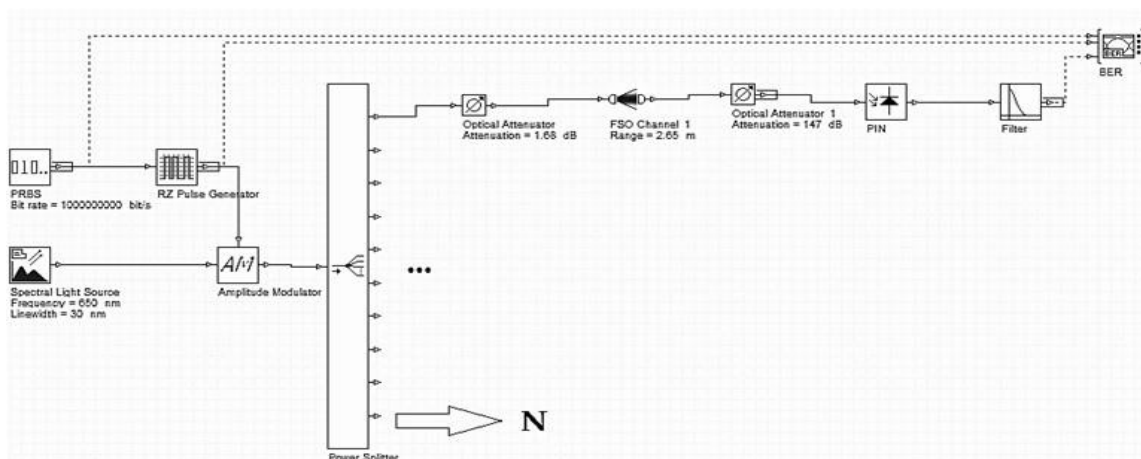 BER
BER
Optical Attenuator
Attenuation = 1.68 dB
FSO Channel 1
Range = 2.65 m
Optical Attenuator 1
Attenuation = 147 dB
PIN
Filter
010..
PRBS
Bit rate = 1000000000 bit/s
RZ Pulse Generator
AM
Spectral Light Source
Frequency = 650 nm
Linewidth = 30 nm
Amplitude Modulator
...
N
Power Splitter